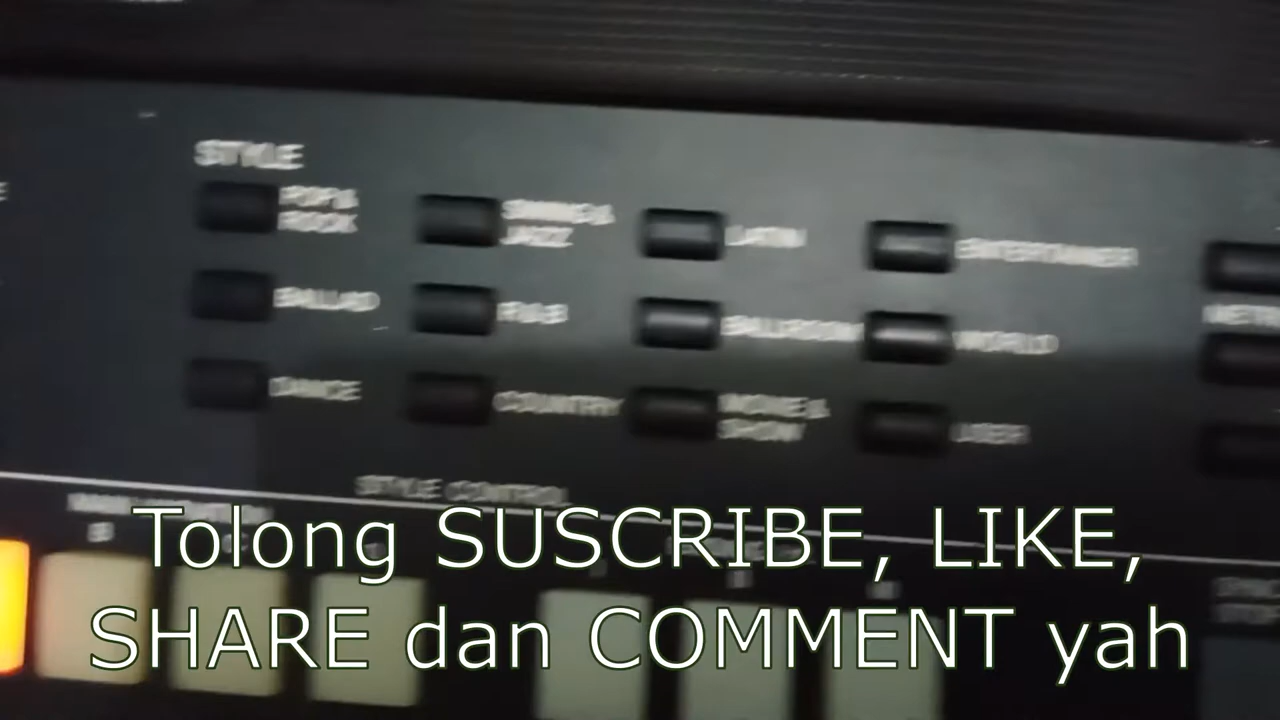 STYLE
POP &
ROCK
SWING &
JAZZ
LATIN
ENTERTAINER
BALLAD
R&B
BALLROOM
WORLD
DANCE
COUNTRY
MOVIE &
SHOW
USER
STYLE CONTROL
B
Tolong SUSCRIBE, LIKE,
SHARE dan COMMENT yah